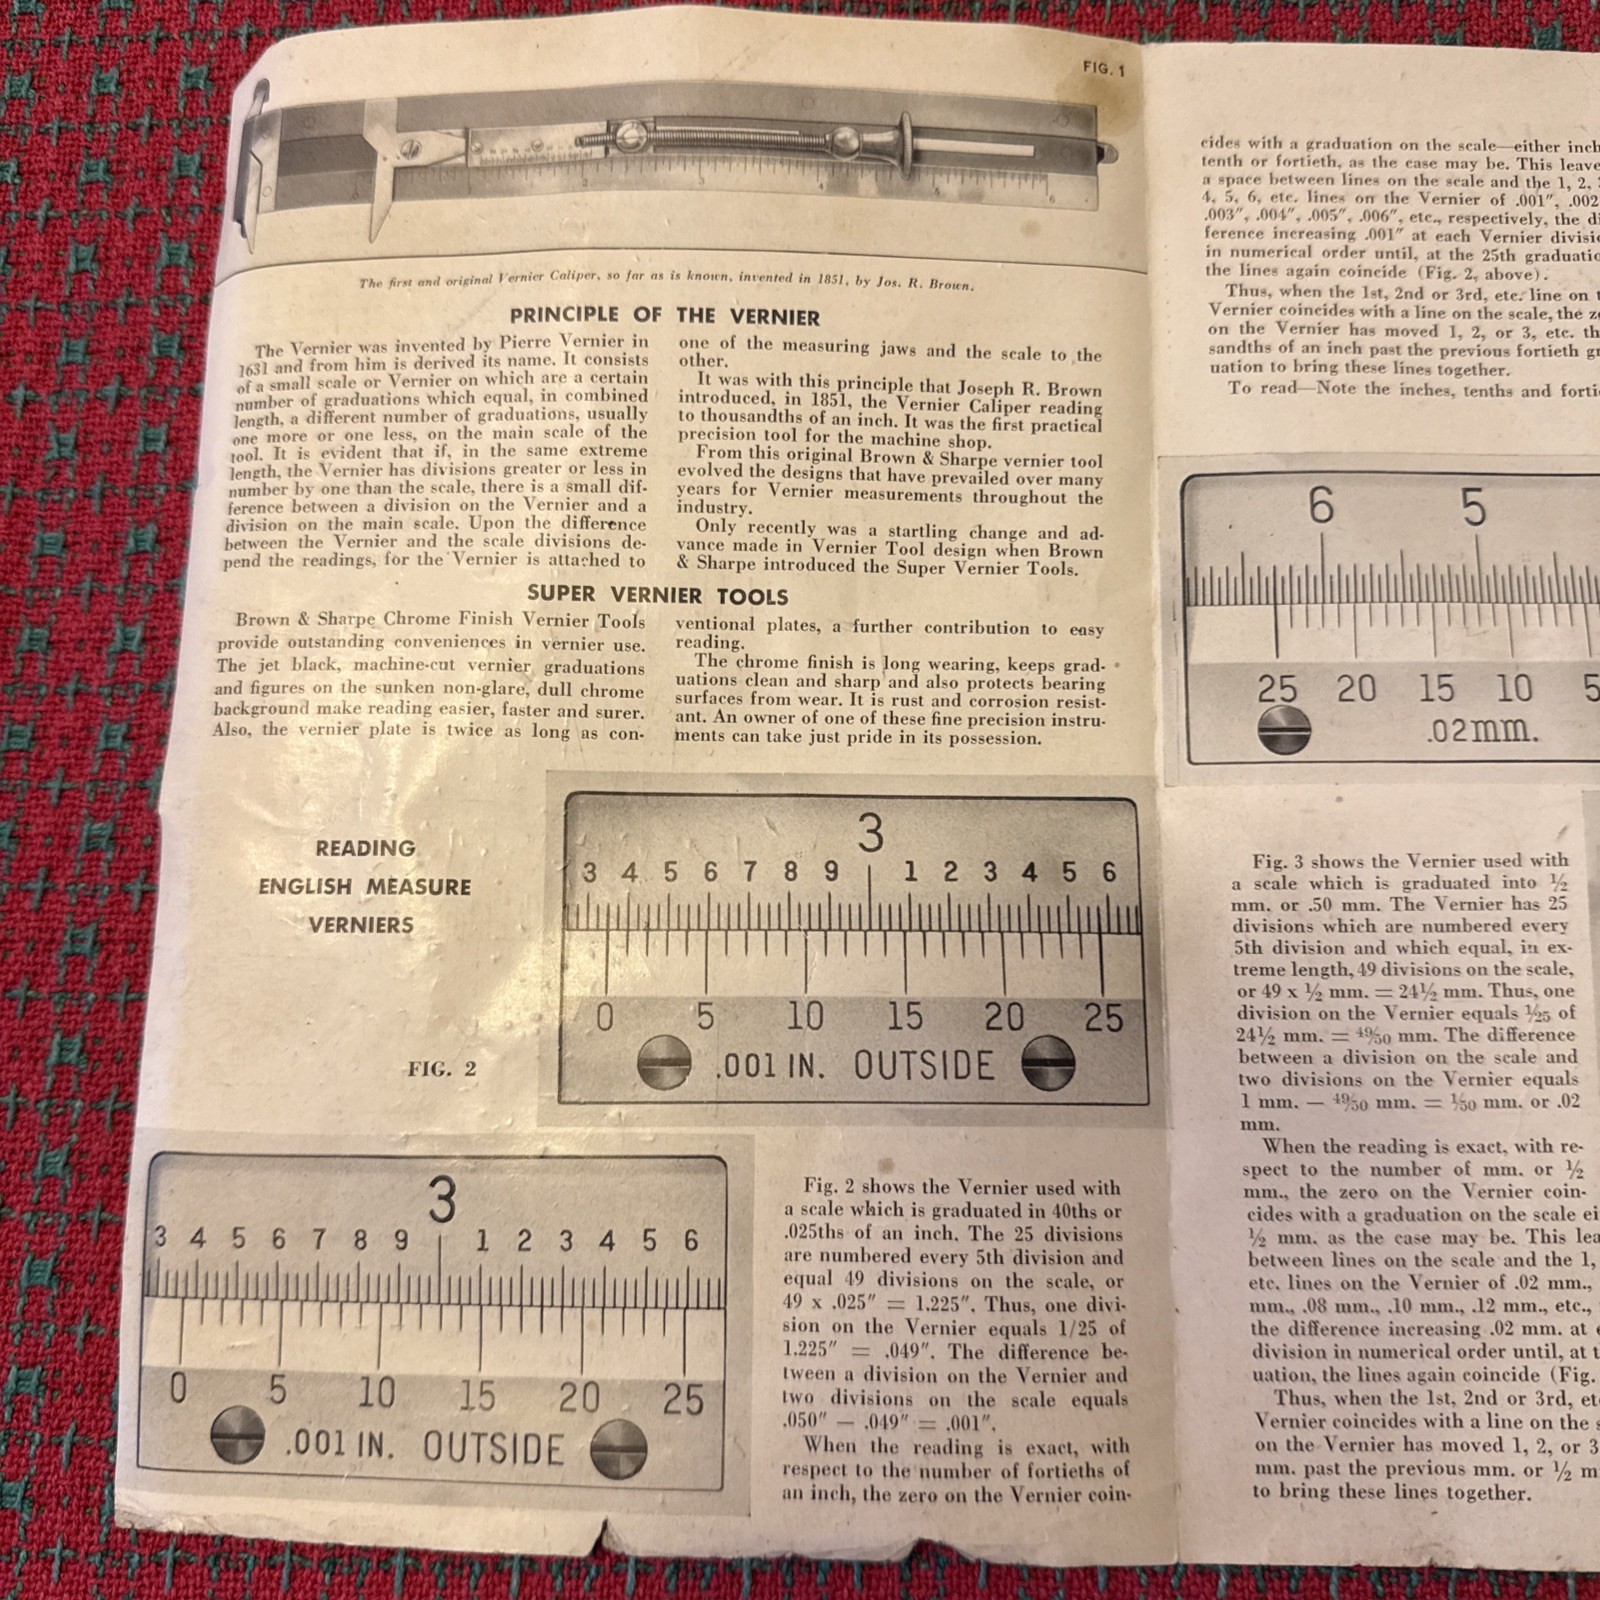 FIG. 1
2 3 4 5 6
The first and original Vernier Caliper, so far as is known, invented in 1851, by Jos. R. Brown.
PRINCIPLE OF THE VERNIER
The Vernier was invented by Pierre Vernier in
1631 and from him is derived its name. It consists
of a small scale or Vernier on which are a certain
number of graduations which equal, in combined
length, a different number of graduations, usually
one more or one less, on the main scale of the
tool. It is evident that if, in the same extreme
length, the Vernier has divisions greater or less in
number by one than the scale, there is a small dif-
ference between a division on the Vernier and a
division on the main scale. Upon the difference
between the Vernier and the scale divisions de-
pend the readings, for the Vernier is attached to
one of the measuring jaws and the scale to the
other.
It was with this principle that Joseph R. Brown
introduced, in 1851, the Vernier Caliper reading
to thousandths of an inch. It was the first practical
precision tool for the machine shop.
From this original Brown & Sharpe vernier tool
evolved the designs that have prevailed over many
years for Vernier measurements throughout the
industry.
Only recently was a startling change and ad-
vance made in Vernier Tool design when Brown
& Sharpe introduced the Super Vernier Tools.
SUPER VERNIER TOOLS
Brown & Sharpe Chrome Finish Vernier Tools
provide outstanding conveniences in vernier use.
The jet black, machine-cut vernier graduations
and figures on the sunken non-glare, dull chrome
background make reading easier, faster and surer.
Also, the vernier plate is twice as long as con-
ventional plates, a further contribution to easy
reading.
The chrome finish is long wearing, keeps grad-
uations clean and sharp and also protects bearing
surfaces from wear. It is rust and corrosion resist-
ant. An owner of one of these fine precision instru-
ments can take just pride in its possession.
READING
ENGLISH MEASURE
VERNIERS
FIG. 2
3
3 4 5 6 7 8 9 1 2 3 4 5 6
0 5 10 15 20 25
.001 IN. OUTSIDE
3
3 4 5 6 7 8 9 1 2 3 4 5 6
0 5 10 15 20 25
.001 IN. OUTSIDE
Fig. 2 shows the Vernier used with
a scale which is graduated in 40ths or
.025ths of an inch. The 25 divisions
are numbered every 5th division and
equal 49 divisions on the scale, or
49 x .025″ = 1.225″. Thus, one divi-
sion on the Vernier equals 1/25 of
1.225″ = .049″. The difference be-
tween a division on the Vernier and
two divisions on the scale equals
.050″ — .049″ = .001″.
When the reading is exact, with
respect to the number of fortieths of
an inch, the zero on the Vernier coin-
cides with a graduation on the scale—either inch
tenth or fortieth, as the case may be. This leave
a space between lines on the scale and the 1, 2,
4, 5, 6, etc. lines on the Vernier of .001″, .002
.003″, .004″, .005″, .006″, etc., respectively, the di
ference increasing .001″ at each Vernier divisi
in numerical order until, at the 25th graduatio
the lines again coincide (Fig. 2, above).
Thus, when the 1st, 2nd or 3rd, etc. line on t
Vernier coincides with a line on the scale, the z
on the Vernier has moved 1, 2, or 3, etc. th
sandths of an inch past the previous fortieth gr
uation to bring these lines together.
To read—Note the inches, tenths and forti
6 5
25 20 15 10 5
.02mm.
Fig. 3 shows the Vernier used with
a scale which is graduated into ½
mm. or .50 mm. The Vernier has 25
divisions which are numbered every
5th division and which equal, in ex-
treme length, 49 divisions on the scale,
or 49 x ½ mm. = 24½ mm. Thus, one
division on the Vernier equals 1/25 of
24½ mm. = 49/50 mm. The difference
between a division on the scale and
two divisions on the Vernier equals
1 mm. — 49/50 mm. = 1/50 mm. or .02
mm.
When the reading is exact, with re-
spect to the number of mm. or ½
mm., the zero on the Vernier coin-
cides with a graduation on the scale ei
½ mm. as the case may be. This lea
between lines on the scale and the 1,
etc. lines on the Vernier of .02 mm.,
mm., .08 mm., .10 mm., .12 mm., etc.,
the difference increasing .02 mm. at e
division in numerical order until, at t
uation, the lines again coincide (Fig.
Thus, when the 1st, 2nd or 3rd, et
Vernier coincides with a line on the s
on the Vernier has moved 1, 2, or 3
mm. past the previous mm. or ½ m
to bring these lines together.